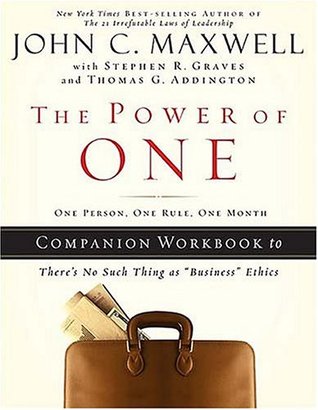 New York Times BEST-SELLING AUTHOR OF
The 21 Irrefutable Laws of Leadership
JOHN C. MAXWELL
with STEPHEN R. GRAVES
and THOMAS G. ADDINGTON
THE POWER OF
ONE
ONE PERSON, ONE RULE, ONE MONTH
COMPANION WORKBOOK to
There's No Such Thing as "Business" Ethics